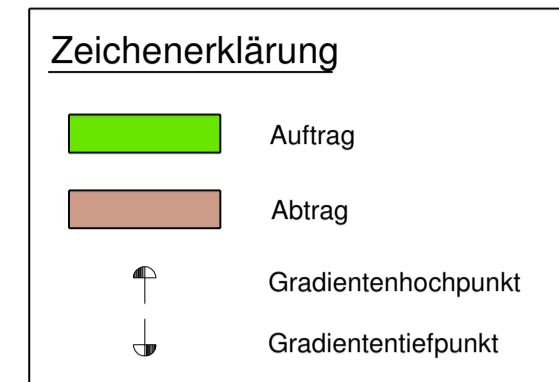 Zeichenerklärung
Auftrag
Abtrag
Gradientenhochpunkt
Gradiententiefpunkt